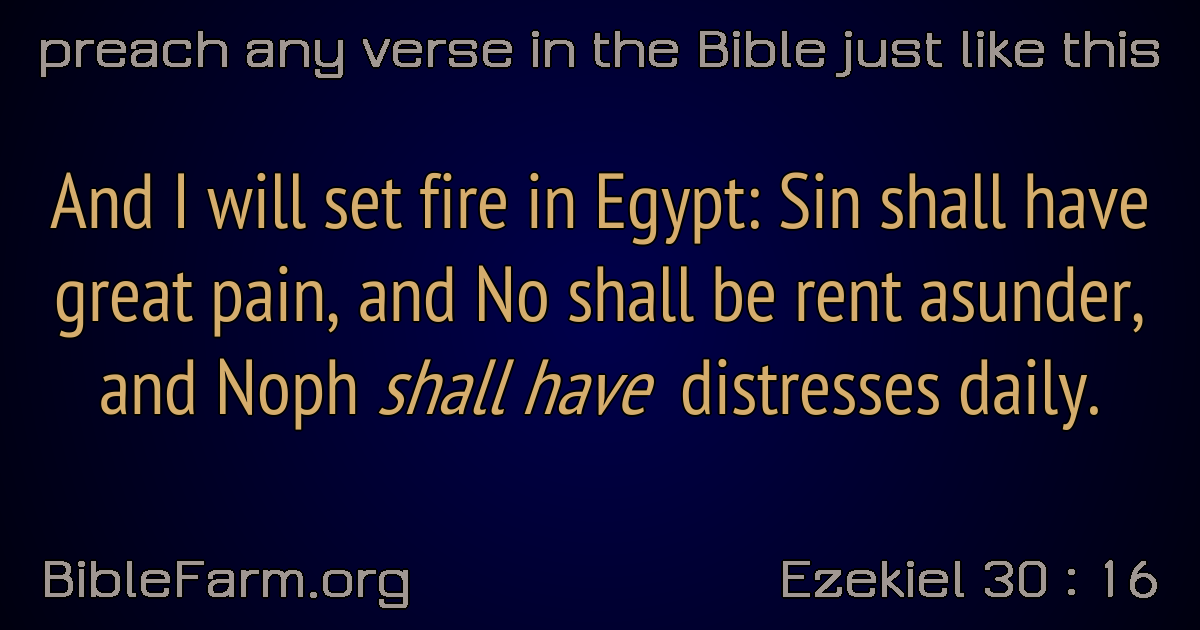 preach any verse in the Bible just like this
And I will set fire in Egypt: Sin shall have
great pain, and No shall be rent asunder,
and Noph shall have distresses daily.
BibleFarm.org
Ezekiel 30 : 16